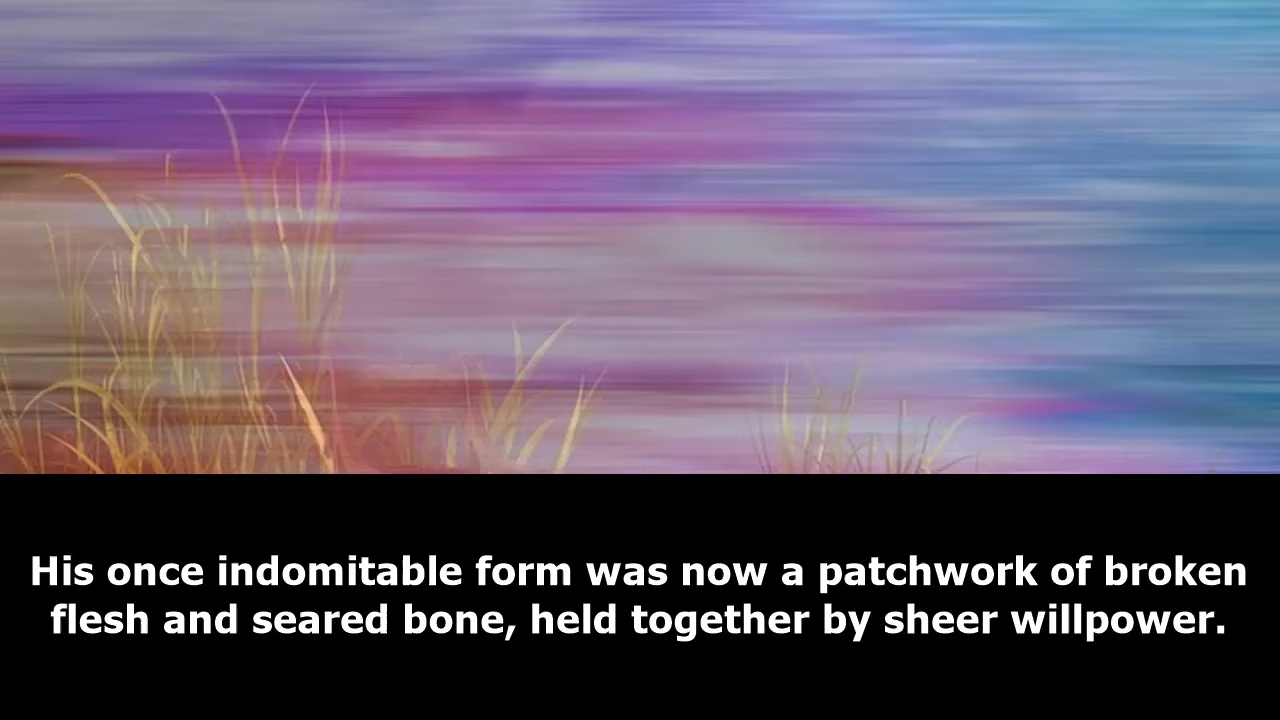 His once indomitable form was now a patchwork of broken
flesh and seared bone, held together by sheer willpower.